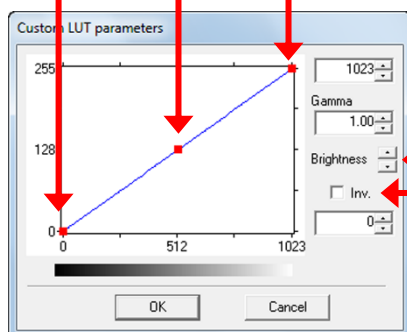 Custom LUT parameters
255
128
0
0 512 1023
1023
Gamma
1.00
Brightness
Inv.
0
OK Cancel